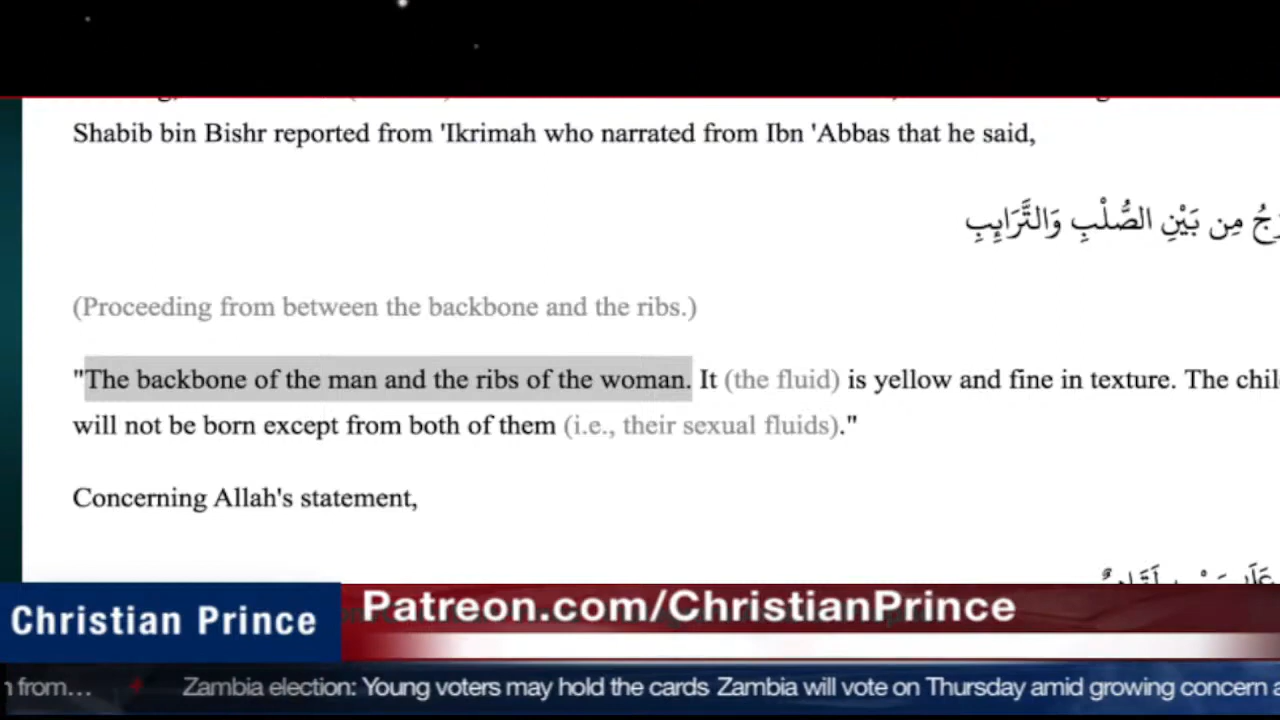 Shabib bin Bishr reported from 'Ikrimah who narrated from Ibn 'Abbas that he said,
مِن بَيْنِ الصُّلْبِ وَالتَّرَايِبِ
(Proceeding from between the backbone and the ribs.)
"The backbone of the man and the ribs of the woman. It (the fluid) is yellow and fine in texture. The chil
will not be born except from both of them (i.e., their sexual fluids)."
Concerning Allah's statement,
Christian Prince
Patreon.com/ChristianPrince
from... Zambia election: Young voters may hold the cards Zambia will vote on Thursday amid growing concern a